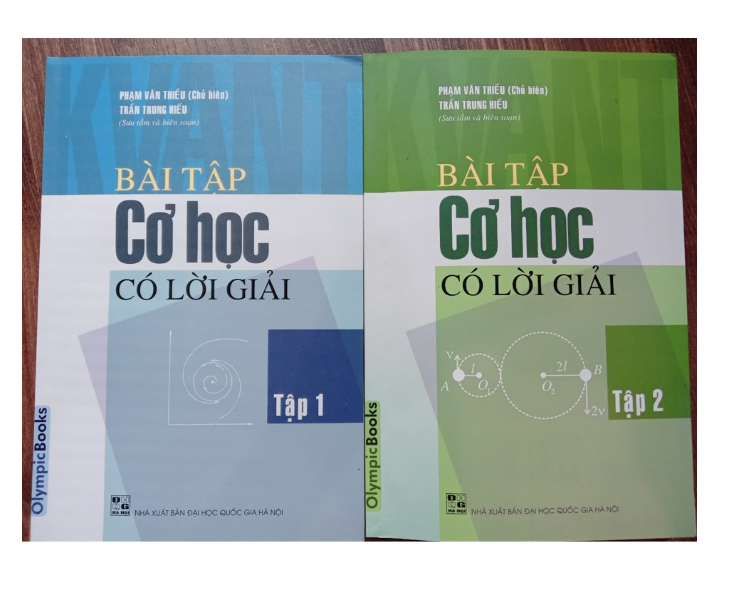 KVANT
PHẠM VĂN THIỀU (Chủ biên)
TRẦN TRUNG HIẾU
(Sưu tầm và biên soạn)
BÀI TẬP
Cơ học
CÓ LỜI GIẢI
Tập 1
OlympicBooks
NHÀ XUẤT BẢN ĐẠI HỌC QUỐC GIA HÀ NỘI
KVANT
PHẠM VĂN THIỀU (Chủ biên)
TRẦN TRUNG HIẾU
(Sưu tầm và biên soạn)
BÀI TẬP
Cơ học
CÓ LỜI GIẢI
v
l
2l
B
A
O₁
O₂
2v
Tập 2
OlympicBooks
NHÀ XUẤT BẢN ĐẠI HỌC QUỐC GIA HÀ NỘI